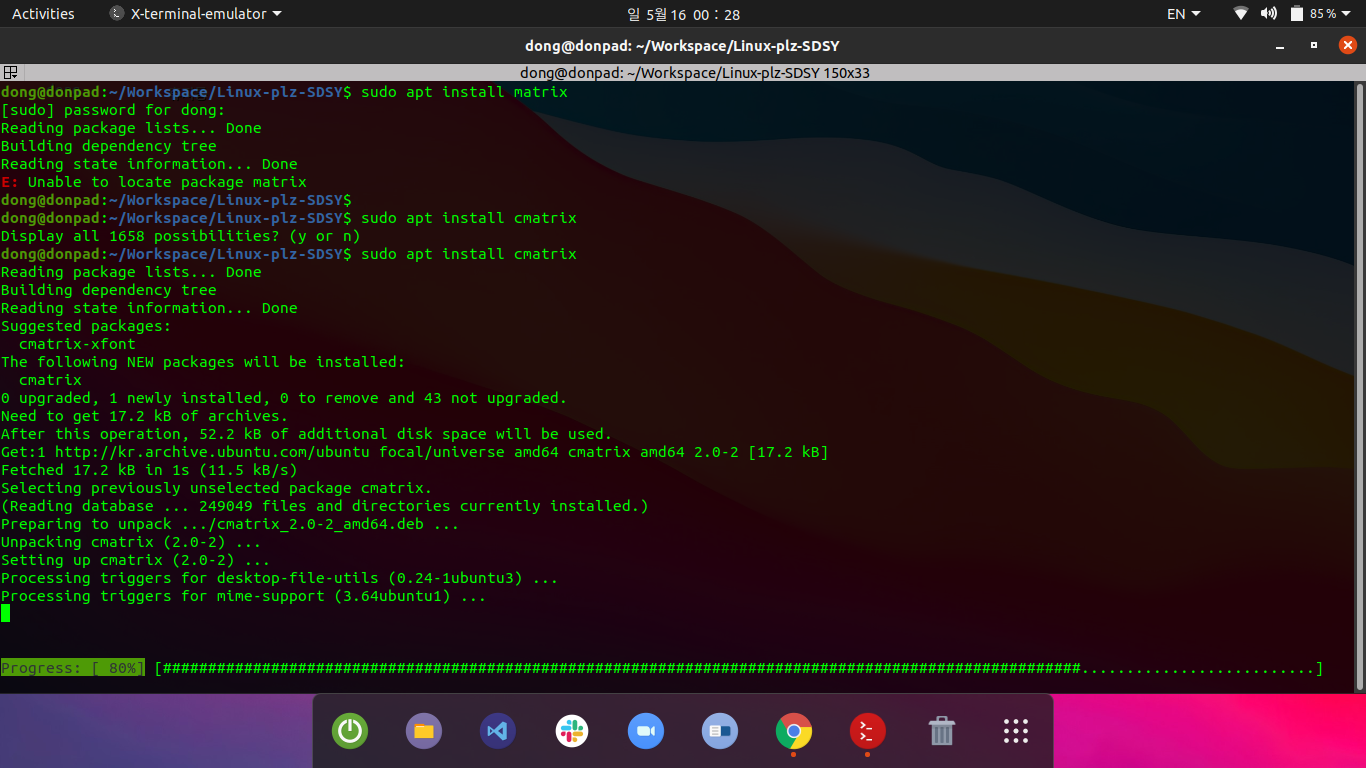 Activities X-terminal-emulator 일 5월 16 00 : 28 EN 85 %
dong@donpad: ~/Workspace/Linux-plz-SDSY
dong@donpad: ~/Workspace/Linux-plz-SDSY 150x33
dong@donpad:~/Workspace/Linux-plz-SDSY$ sudo apt install matrix
[sudo] password for dong:
Reading package lists... Done
Building dependency tree
Reading state information... Done
E: Unable to locate package matrix
dong@donpad:~/Workspace/Linux-plz-SDSY$
dong@donpad:~/Workspace/Linux-plz-SDSY$ sudo apt install cmatrix
Display all 1658 possibilities? (y or n)
dong@donpad:~/Workspace/Linux-plz-SDSY$ sudo apt install cmatrix
Reading package lists... Done
Building dependency tree
Reading state information... Done
Suggested packages:
  cmatrix-xfont
The following NEW packages will be installed:
  cmatrix
0 upgraded, 1 newly installed, 0 to remove and 43 not upgraded.
Need to get 17.2 kB of archives.
After this operation, 52.2 kB of additional disk space will be used.
Get:1 http://kr.archive.ubuntu.com/ubuntu focal/universe amd64 cmatrix amd64 2.0-2 [17.2 kB]
Fetched 17.2 kB in 1s (11.5 kB/s)
Selecting previously unselected package cmatrix.
(Reading database ... 249049 files and directories currently installed.)
Preparing to unpack .../cmatrix_2.0-2_amd64.deb ...
Unpacking cmatrix (2.0-2) ...
Setting up cmatrix (2.0-2) ...
Processing triggers for desktop-file-utils (0.24-1ubuntu3) ...
Processing triggers for mime-support (3.64ubuntu1) ...
Progress: [ 80%] [######################################################################################################..........................]